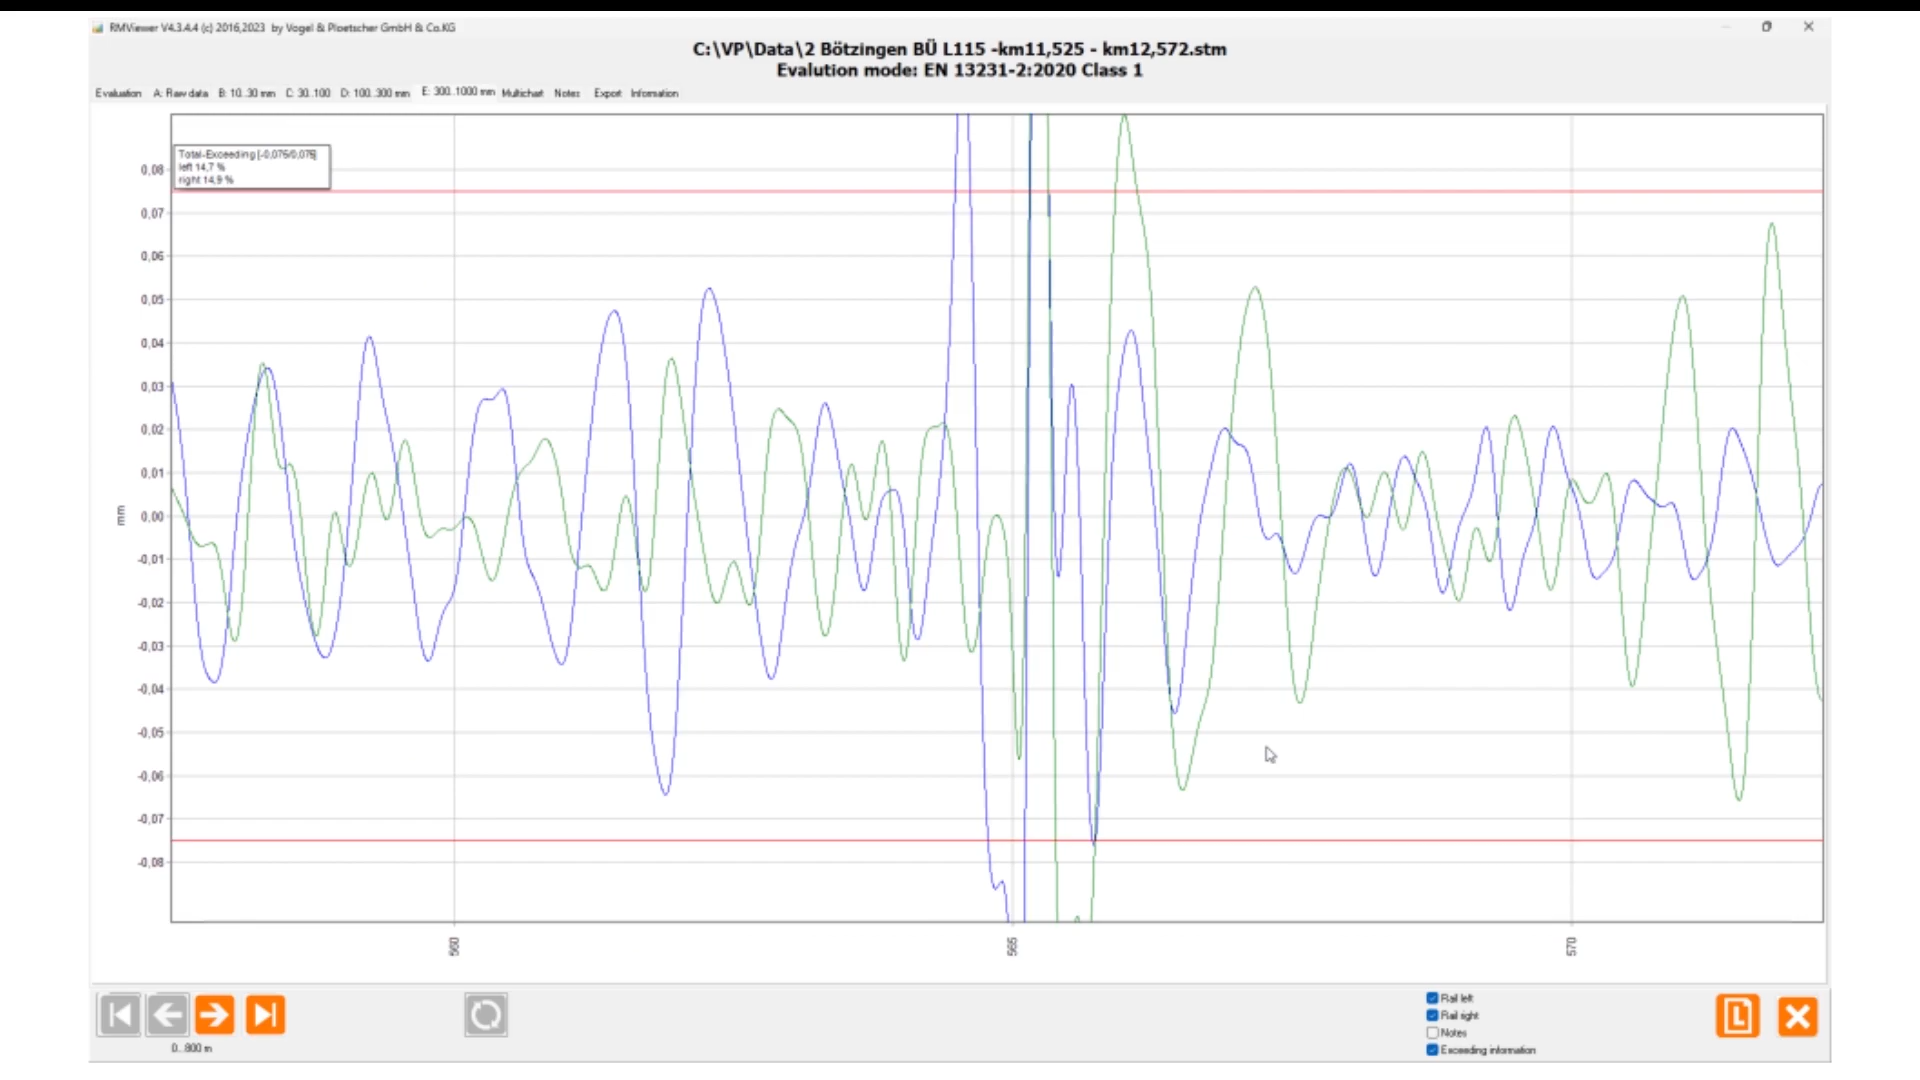 RMViewer V4.3.4.4 (c) 2016,2023 by Vogel & Ploetscher GmbH & Co.KG
C:\VP\Data\2 Bötzingen BÜ L115 -km11,525 - km12,572.stm
Evalution mode: EN 13231-2:2020 Class 1
Evaluation A: Raw data B: 10..30 mm C: 30..100 D: 100..300 mm E: 300..1000 mm Multichart Notes Export Information
Total-Exceeding [-0,075/0,075]
left 14,7 %
right 14,9 %
0,08
0,07
0,06
0,05
0,04
0,03
0,02
0,01
0,00
-0,01
-0,02
-0,03
-0,04
-0,05
-0,06
-0,07
-0,08
mm
560
565
570
0..800 m
Rail left
Rail right
Notes
Exceeding information
L